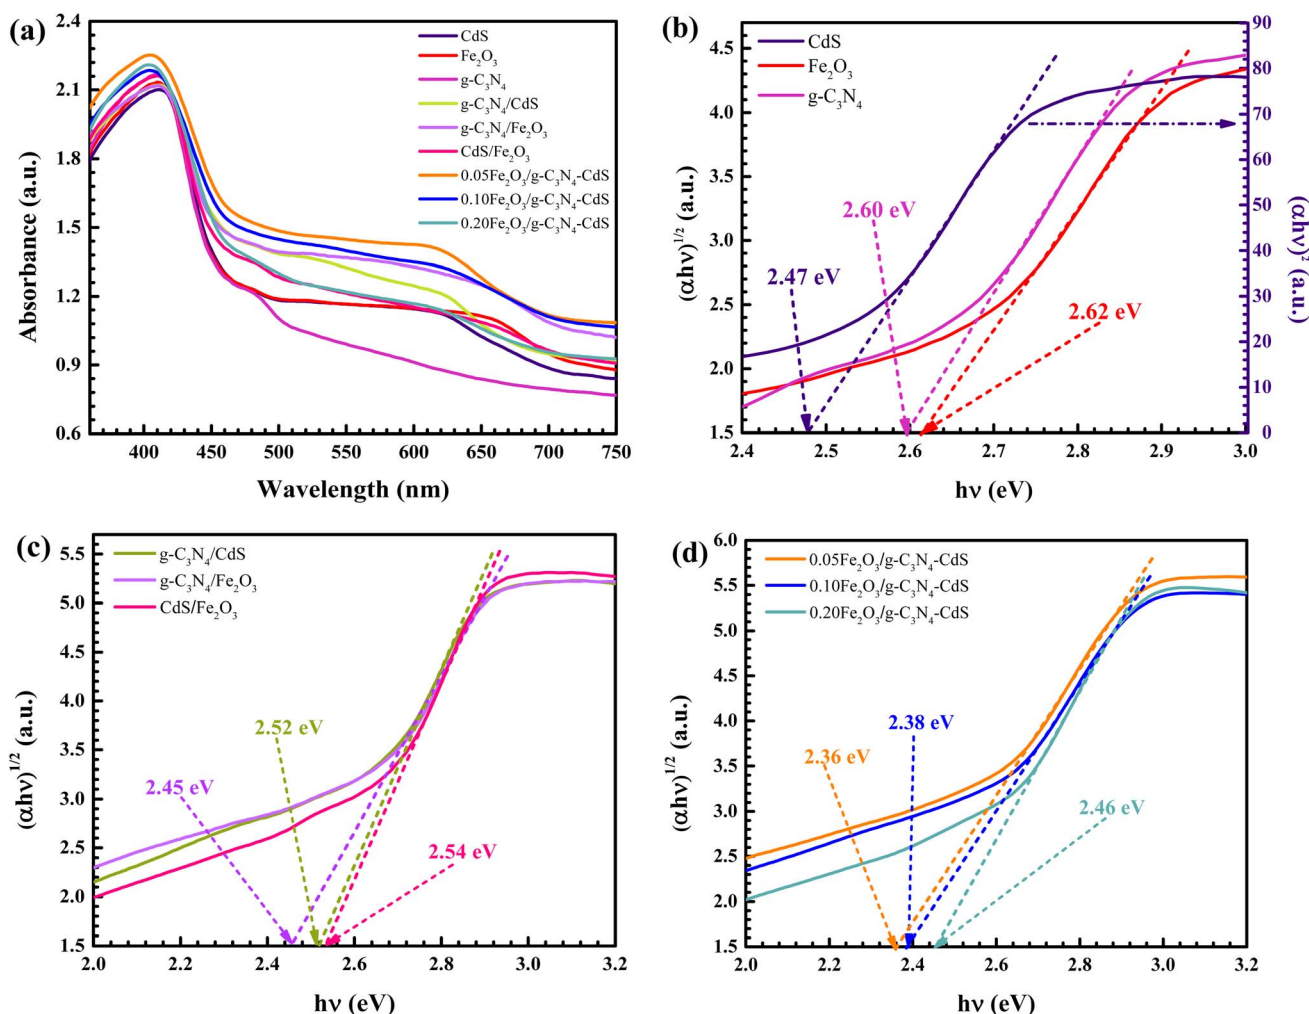 (a)
2.4
2.1
1.8
1.5
1.2
0.9
0.6
Absorbance (a.u.)
400 450 500 550 600 650 700 750
Wavelength (nm)
CdS
Fe₂O₃
g-C₃N₄
g-C₃N₄/CdS
g-C₃N₄/Fe₂O₃
CdS/Fe₂O₃
0.05Fe₂O₃/g-C₃N₄-CdS
0.10Fe₂O₃/g-C₃N₄-CdS
0.20Fe₂O₃/g-C₃N₄-CdS
(b)
4.5
4.0
3.5
3.0
2.5
2.0
1.5
(αhν)¹/² (a.u.)
CdS
Fe₂O₃
g-C₃N₄
2.60 eV
2.47 eV
2.62 eV
90
80
70
60
50
40
30
20
10
0
(αhν)² (a.u.)
2.4 2.5 2.6 2.7 2.8 2.9 3.0
hν (eV)
(c)
5.5
5.0
4.5
4.0
3.5
3.0
2.5
2.0
1.5
(αhν)¹/² (a.u.)
g-C₃N₄/CdS
g-C₃N₄/Fe₂O₃
CdS/Fe₂O₃
2.52 eV
2.45 eV
2.54 eV
2.0 2.2 2.4 2.6 2.8 3.0 3.2
hν (eV)
(d)
6.0
5.5
5.0
4.5
4.0
3.5
3.0
2.5
2.0
1.5
(αhν)¹/² (a.u.)
0.05Fe₂O₃/g-C₃N₄-CdS
0.10Fe₂O₃/g-C₃N₄-CdS
0.20Fe₂O₃/g-C₃N₄-CdS
2.38 eV
2.36 eV
2.46 eV
2.0 2.2 2.4 2.6 2.8 3.0 3.2
hν (eV)